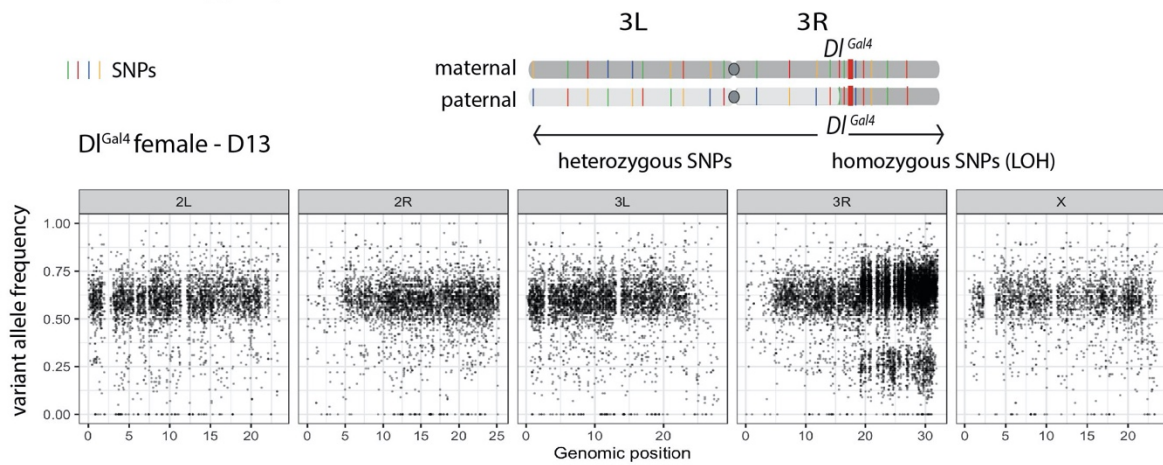 3L 3R
Dl Gal4
SNPs
maternal
paternal
Dl Gal4
Dl Gal4 female - D13
heterozygous SNPs homozygous SNPs (LOH)
2L 2R 3L 3R X
variant allele frequency
1.00
0.75
0.50
0.25
0.00
0 5 10 15 20 0 5 10 15 20 25 0 10 20 0 10 20 30 0 5 10 15 20
Genomic position